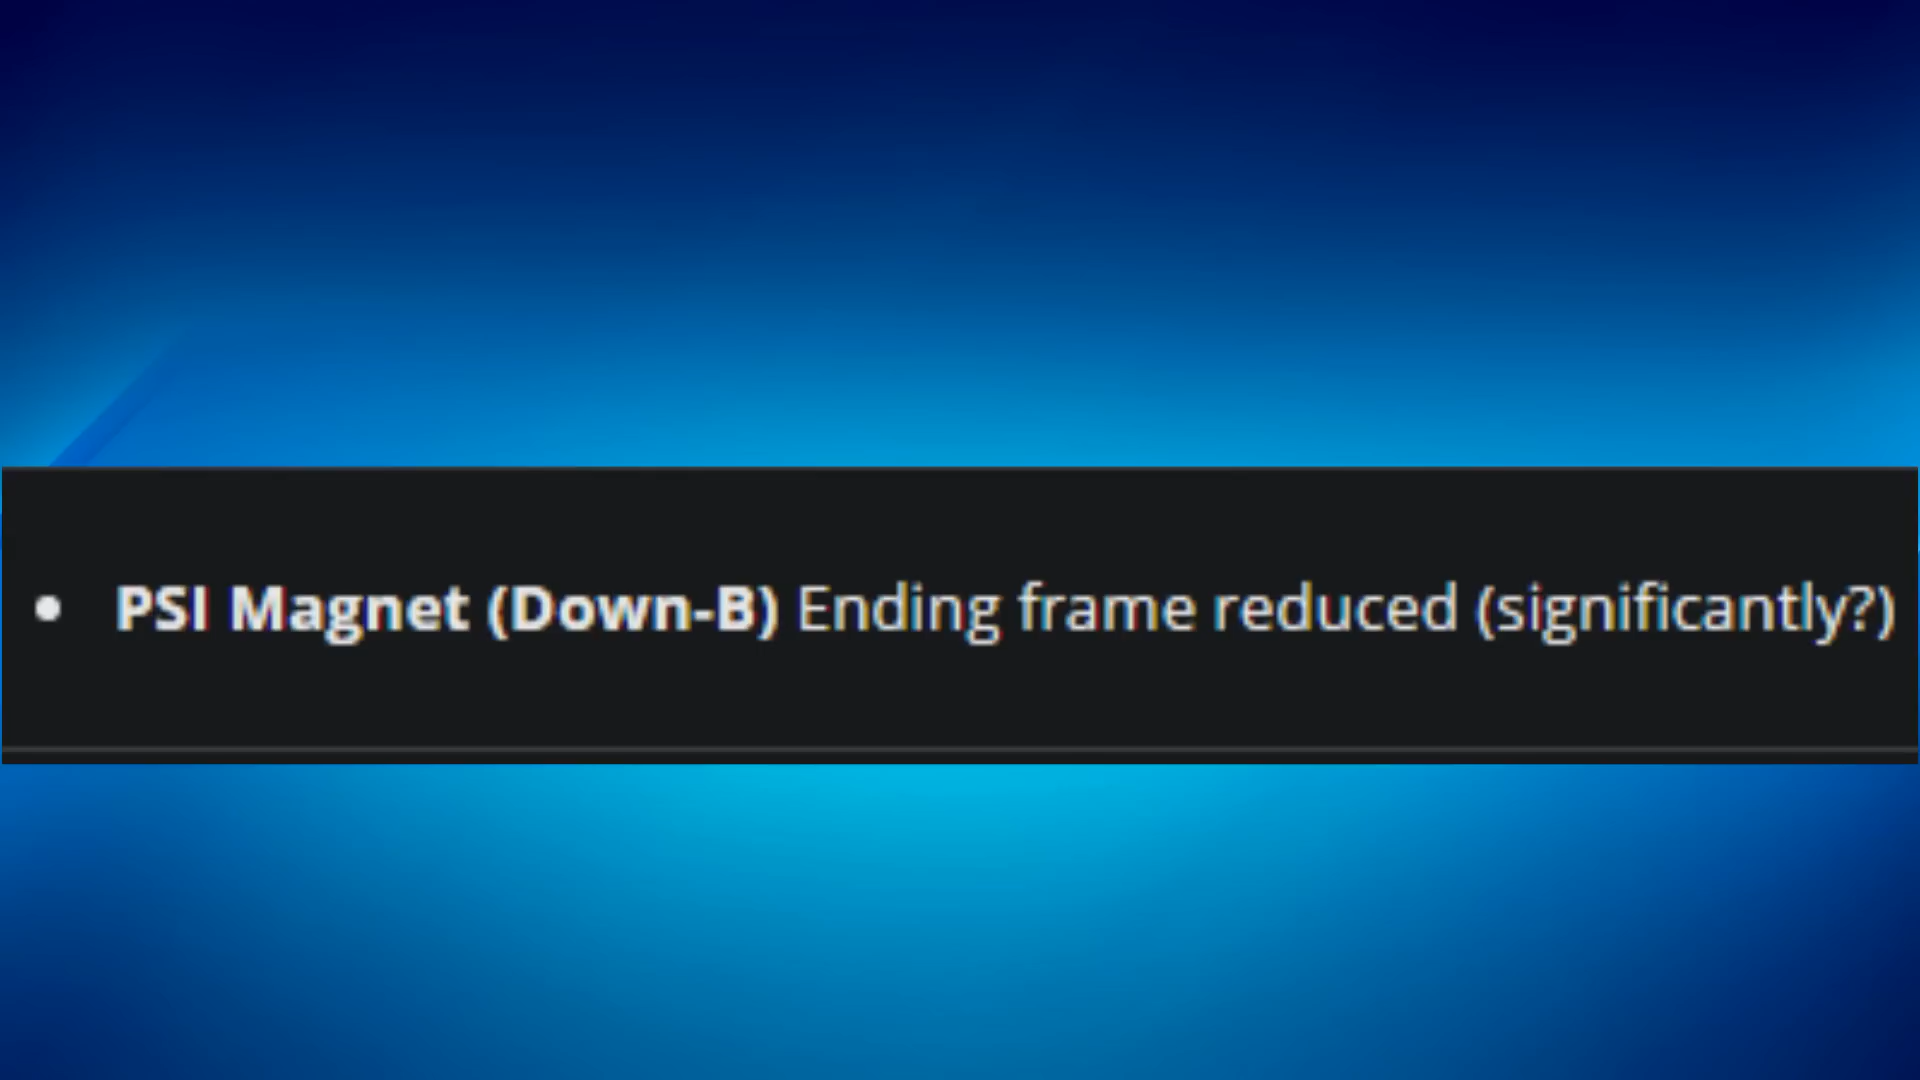 • PSI Magnet (Down-B) Ending frame reduced (significantly?)